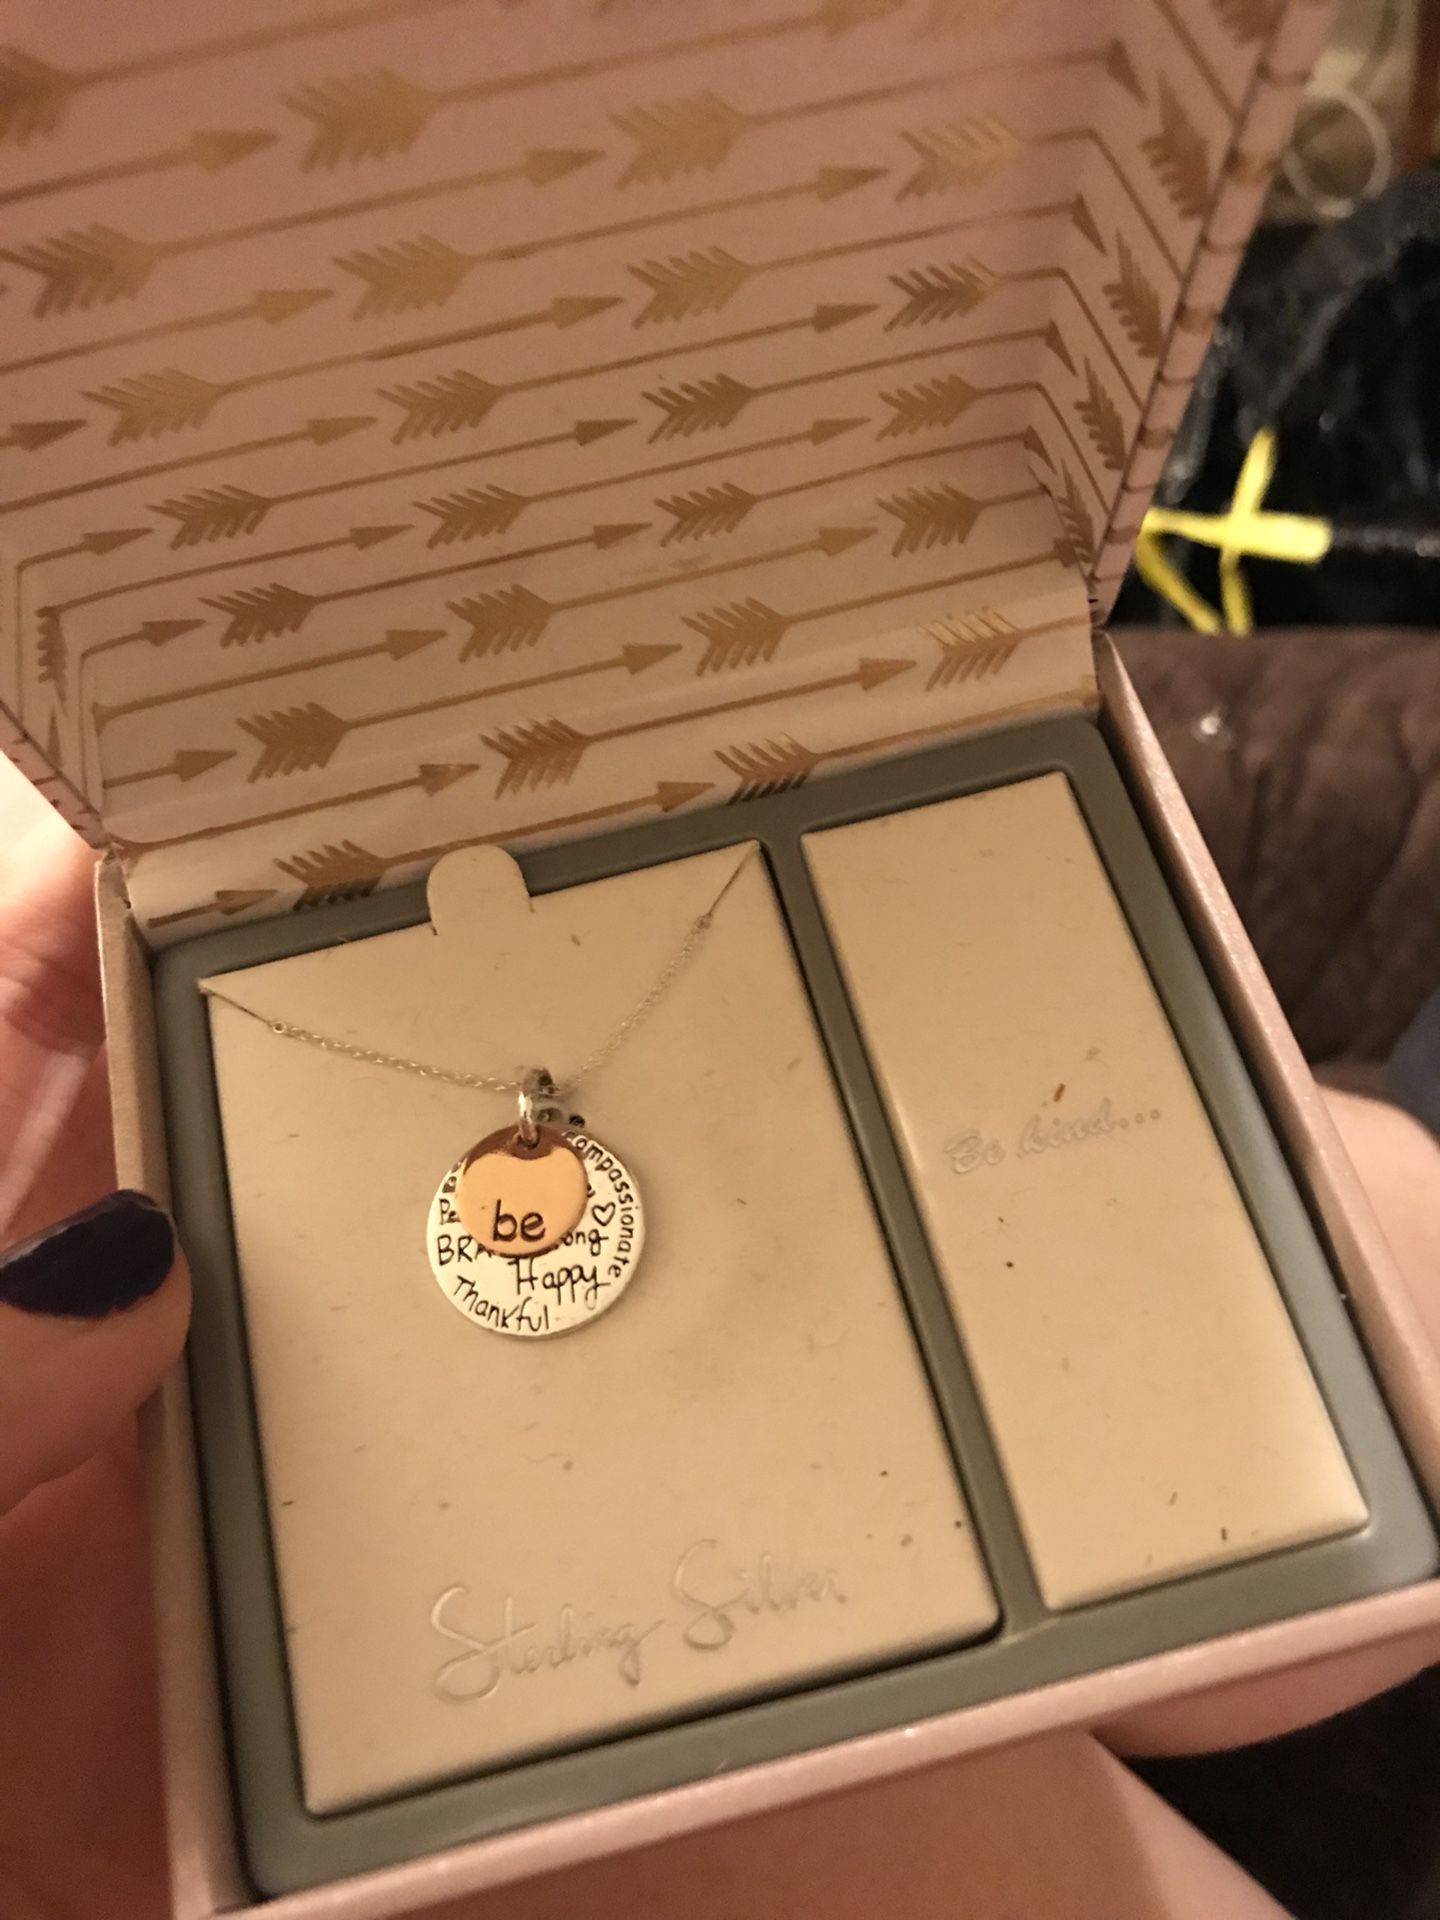 compassionate
be
Happy
Thankful
Be kind...
Sterling Silver